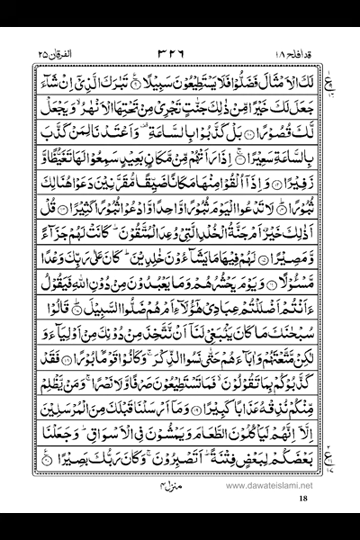 قد افلح ١٨ ٣٢٦ الفرقان ٢٥
لَكَ الْاَمْثَالَ فَضَلُّوْا فَلَا يَسْتَطِيْعُوْنَ سَبِيْلًا ۝ تَبٰرَكَ الَّذِيْۤ اِنْ شَآءَ
جَعَلَ لَكَ خَيْرًا مِّنْ ذٰلِكَ جَنّٰتٍ تَجْرِيْ مِنْ تَحْتِهَا الْاَنْهٰرُ ۙ وَيَجْعَلْ
لَّكَ قُصُوْرًا ۝ بَلْ كَذَّبُوْا بِالسَّاعَةِ ۫ وَاَعْتَدْنَا لِمَنْ كَذَّبَ
بِالسَّاعَةِ سَعِيْرًا ۝ اِذَا رَاَتْهُمْ مِّنْ مَّكَانٍۭ بَعِيْدٍ سَمِعُوْا لَهَا تَغَيُّظًا وَّ
زَفِيْرًا ۝ وَاِذَاۤ اُلْقُوْا مِنْهَا مَكَانًا ضَيِّقًا مُّقَرَّنِيْنَ دَعَوْا هُنَالِكَ
ثُبُوْرًا ۝ لَا تَدْعُوا الْيَوْمَ ثُبُوْرًا وَّاحِدًا وَّادْعُوْا ثُبُوْرًا كَثِيْرًا ۝ قُلْ
اَذٰلِكَ خَيْرٌ اَمْ جَنَّةُ الْخُلْدِ الَّتِيْ وُعِدَ الْمُتَّقُوْنَ ؕ كَانَتْ لَهُمْ جَزَآءً
وَّمَصِيْرًا ۝ لَهُمْ فِيْهَا مَا يَشَآءُوْنَ خٰلِدِيْنَ ؕ كَانَ عَلٰى رَبِّكَ وَعْدًا
مَّسْئُوْلًا ۝ وَيَوْمَ يَحْشُرُهُمْ وَمَا يَعْبُدُوْنَ مِنْ دُوْنِ اللّٰهِ فَيَقُوْلُ
ءَاَنْتُمْ اَضْلَلْتُمْ عِبَادِيْ هٰۤؤُلَآءِ اَمْ هُمْ ضَلُّوا السَّبِيْلَ ۝ قَالُوْا
سُبْحٰنَكَ مَا كَانَ يَنْۢبَغِيْ لَنَاۤ اَنْ نَّتَّخِذَ مِنْ دُوْنِكَ مِنْ اَوْلِيَآءَ وَ
لٰكِنْ مَّتَّعْتَهُمْ وَاٰبَآءَهُمْ حَتّٰى نَسُوا الذِّكْرَ ۚ وَكَانُوْا قَوْمًۢا بُوْرًا ۝ فَقَدْ
كَذَّبُوْكُمْ بِمَا تَقُوْلُوْنَ ۙ فَمَا تَسْتَطِيْعُوْنَ صَرْفًا وَّلَا نَصْرًا ۚ وَمَنْ يَّظْلِمْ
مِّنْكُمْ نُذِقْهُ عَذَابًا كَبِيْرًا ۝ وَمَاۤ اَرْسَلْنَا قَبْلَكَ مِنَ الْمُرْسَلِيْنَ
اِلَّاۤ اِنَّهُمْ لَيَاْكُلُوْنَ الطَّعَامَ وَيَمْشُوْنَ فِي الْاَسْوَاقِ ؕ وَجَعَلْنَا
بَعْضَكُمْ لِبَعْضٍ فِتْنَةً ؕ اَتَصْبِرُوْنَ ۚ وَكَانَ رَبُّكَ بَصِيْرًا ۝
منزل ٤
www.dawateislami.net
18